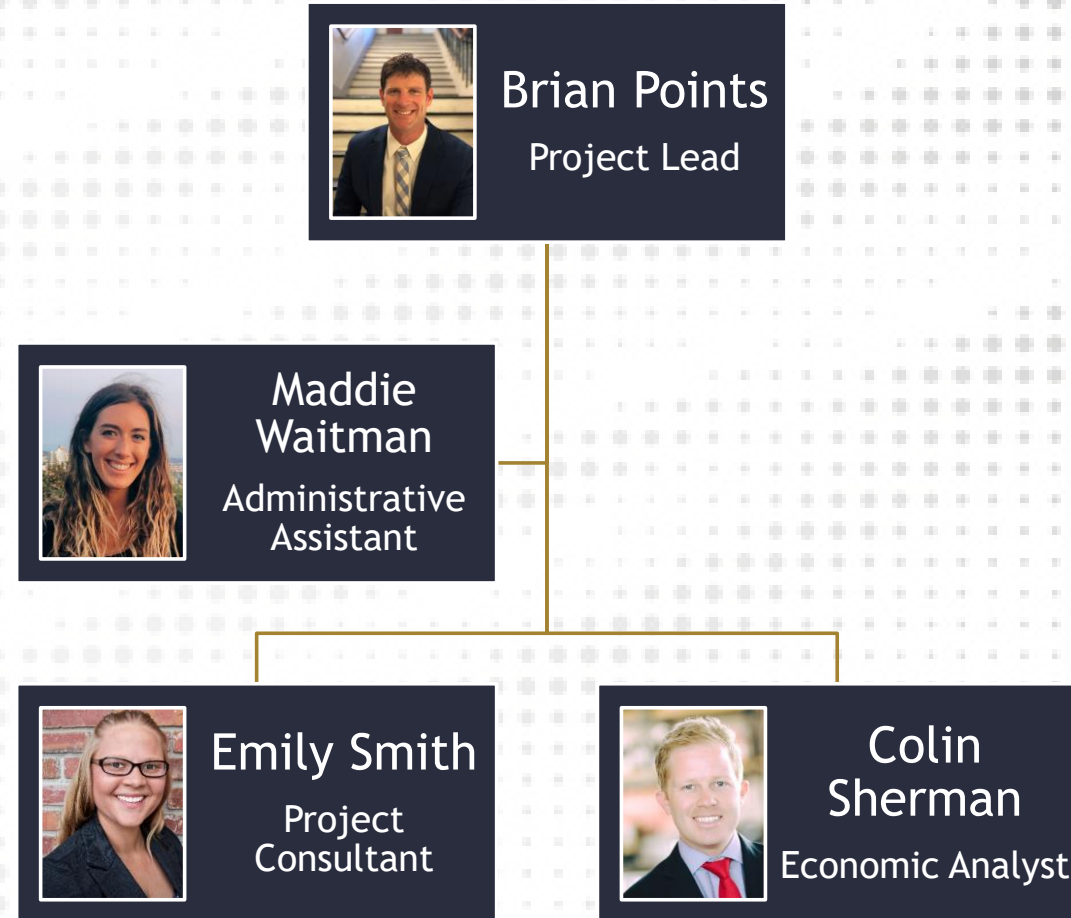 Brian Points
Project Lead
Maddie
Waitman
Administrative
Assistant
Emily Smith
Project
Consultant
Colin
Sherman
Economic Analyst